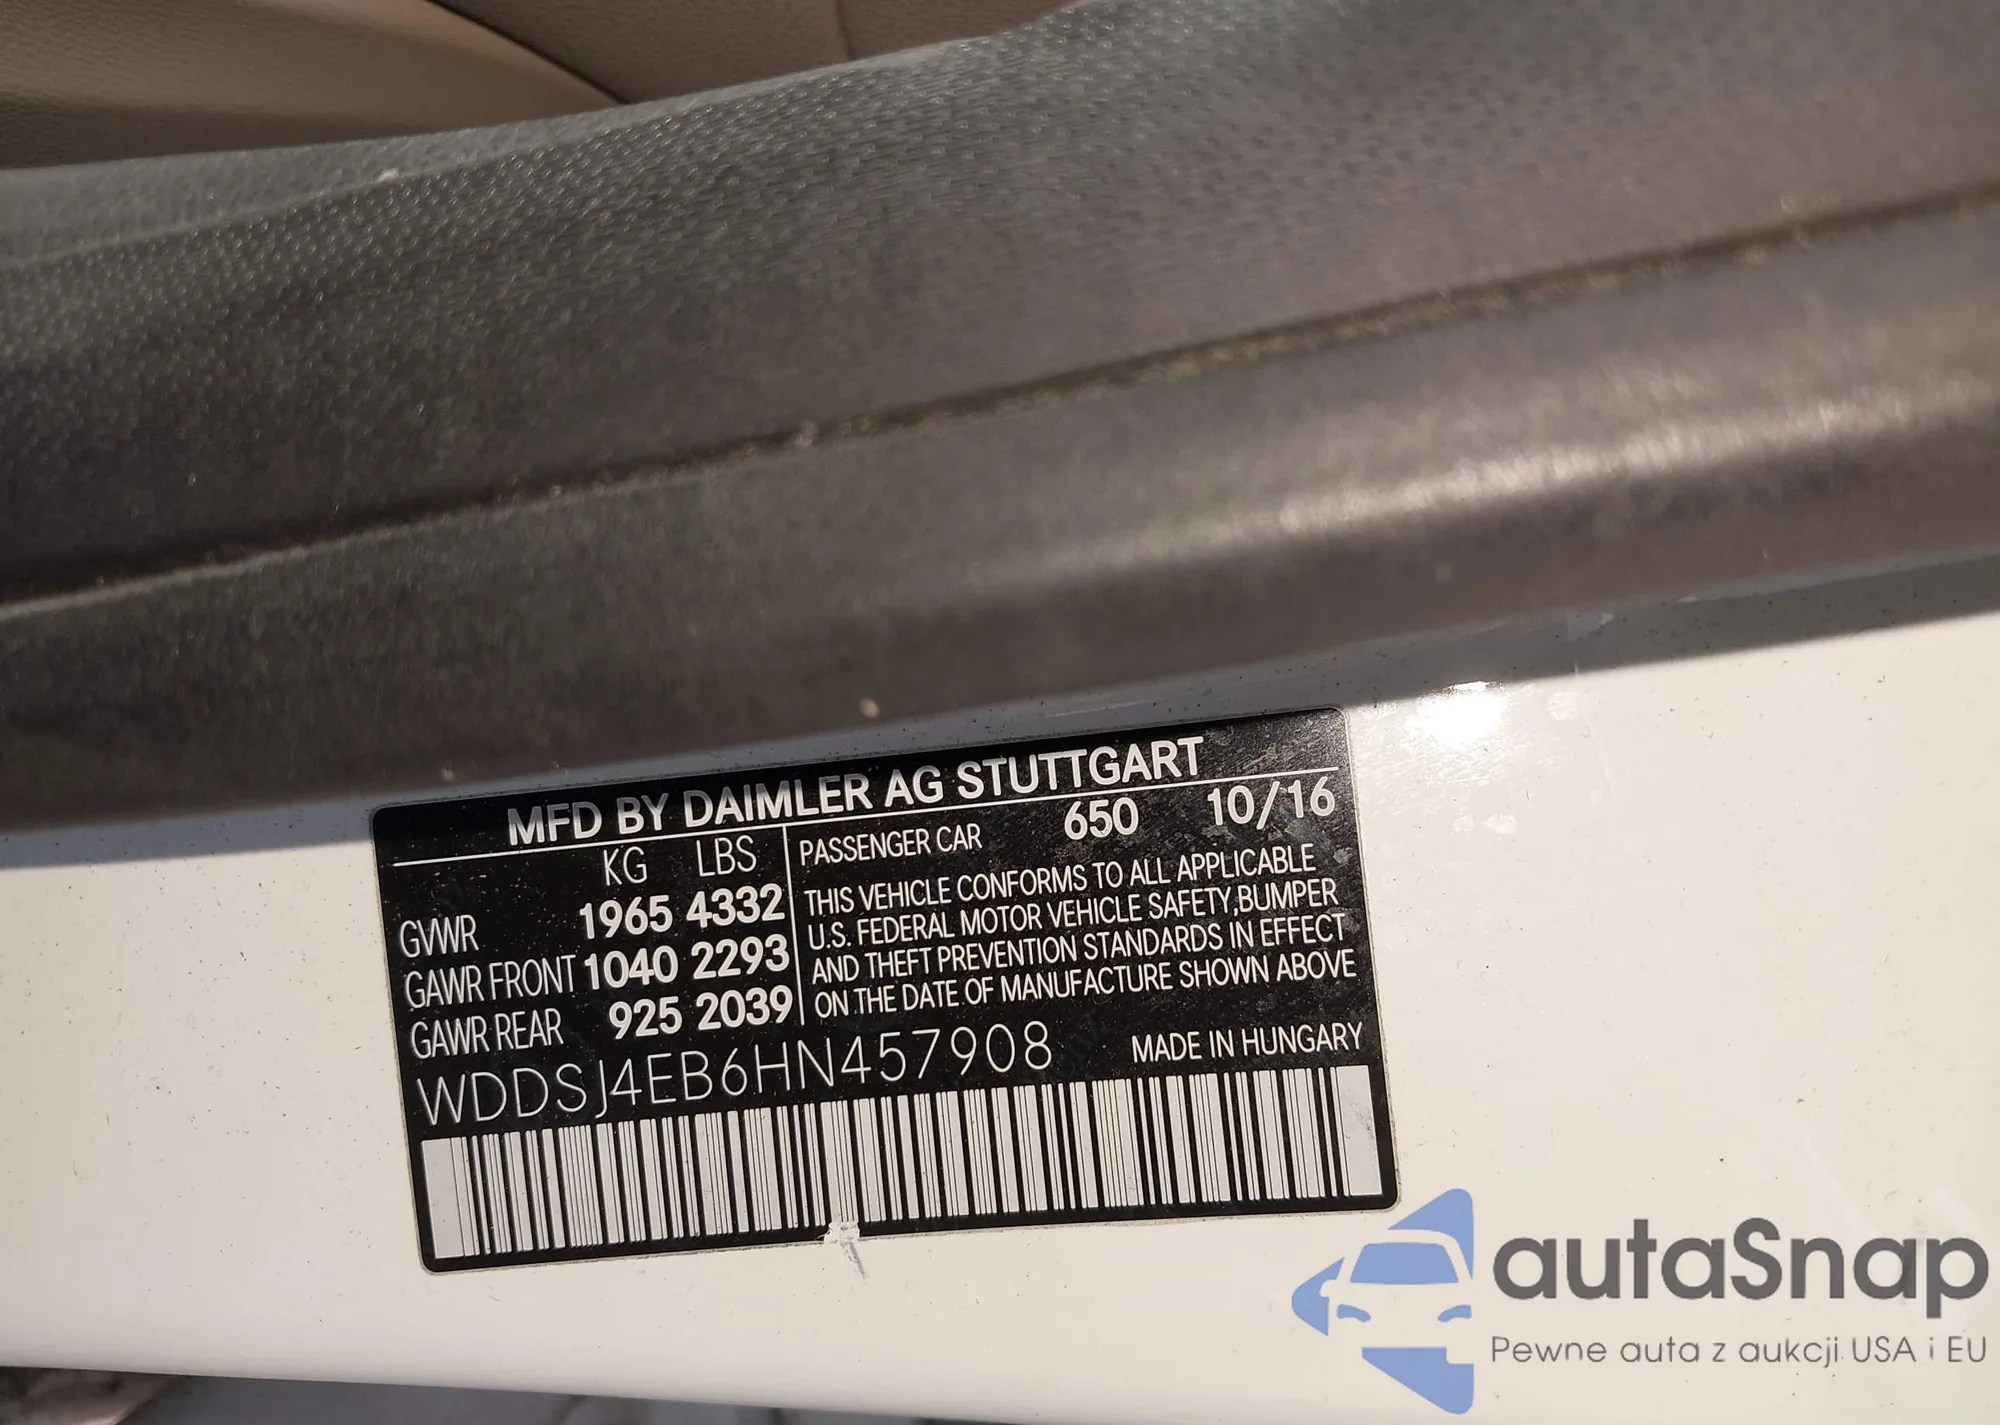 MFD BY DAIMLER AG STUTTGART
KG LBS
GVWR 1965 4332
GAWR FRONT 1040 2293
GAWR REAR 925 2039
PASSENGER CAR 650 10/16
THIS VEHICLE CONFORMS TO ALL APPLICABLE
U.S. FEDERAL MOTOR VEHICLE SAFETY,BUMPER
AND THEFT PREVENTION STANDARDS IN EFFECT
ON THE DATE OF MANUFACTURE SHOWN ABOVE
WDDSJ4EB6HN457908 MADE IN HUNGARY
autaSnap
Pewne auta z aukcji USA i EU